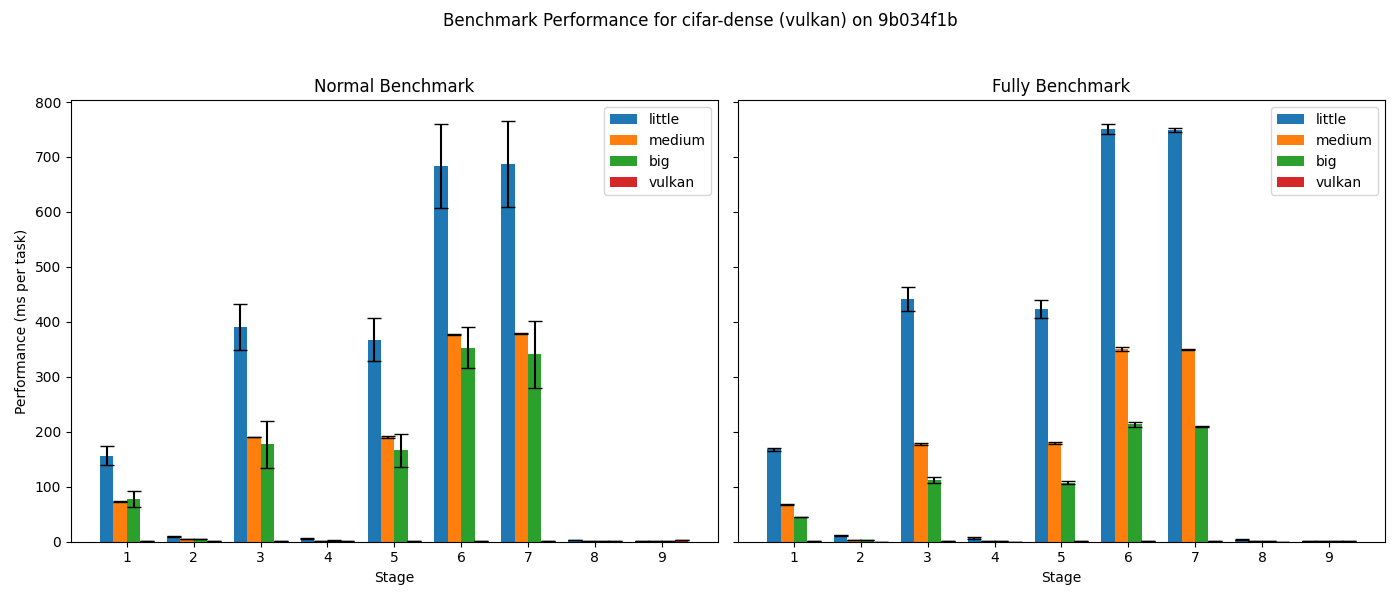 Benchmark Performance for cifar-dense (vulkan) on 9b034f1b
Normal Benchmark
Performance (ms per task)
800
700
600
500
400
300
200
100
0
little
medium
big
vulkan
1 2 3 4 5 6 7 8 9
Stage
Fully Benchmark
little
medium
big
vulkan
1 2 3 4 5 6 7 8 9
Stage